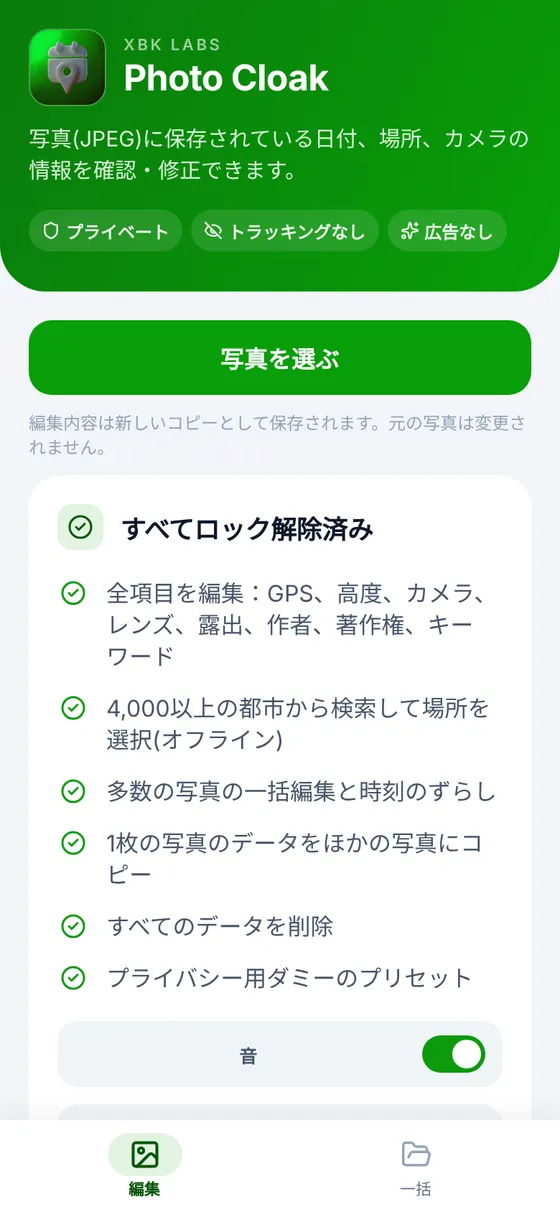 XBK LABS
Photo Cloak
写真(JPEG)に保存されている日付、場所、カメラの
情報を確認・修正できます。
プライベート
トラッキングなし
広告なし
写真を選ぶ
編集内容は新しいコピーとして保存されます。元の写真は変更さ
れません。
すべてロック解除済み
全項目を編集：GPS、高度、カメラ、
レンズ、露出、作者、著作権、キー
ワード
4,000以上の都市から検索して場所を
選択(オフライン)
多数の写真の一括編集と時刻のずらし
1枚の写真のデータをほかの写真にコ
ピー
すべてのデータを削除
プライバシー用ダミーのプリセット
音
編集
一括